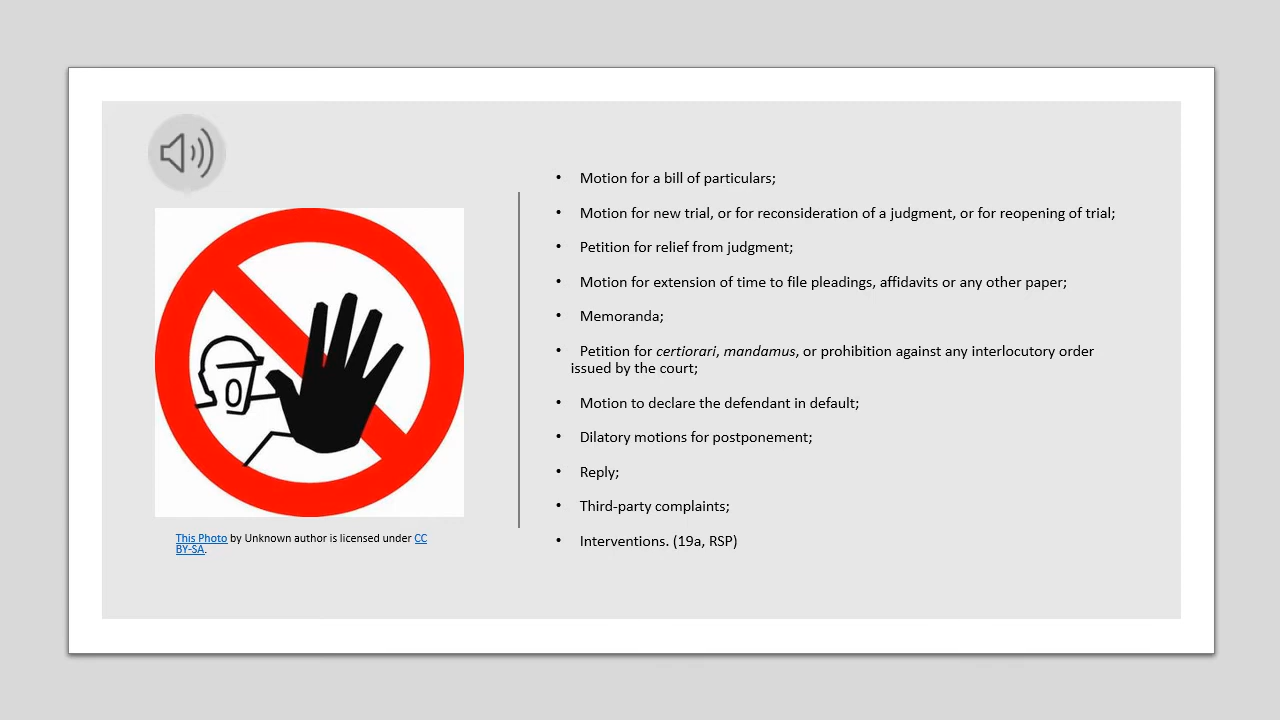 • Motion for a bill of particulars;
• Motion for new trial, or for reconsideration of a judgment, or for reopening of trial;
• Petition for relief from judgment;
• Motion for extension of time to file pleadings, affidavits or any other paper;
• Memoranda;
• Petition for certiorari, mandamus, or prohibition against any interlocutory order
issued by the court;
• Motion to declare the defendant in default;
• Dilatory motions for postponement;
• Reply;
• Third-party complaints;
• Interventions. (19a, RSP)
This Photo by Unknown author is licensed under CC
BY-SA.